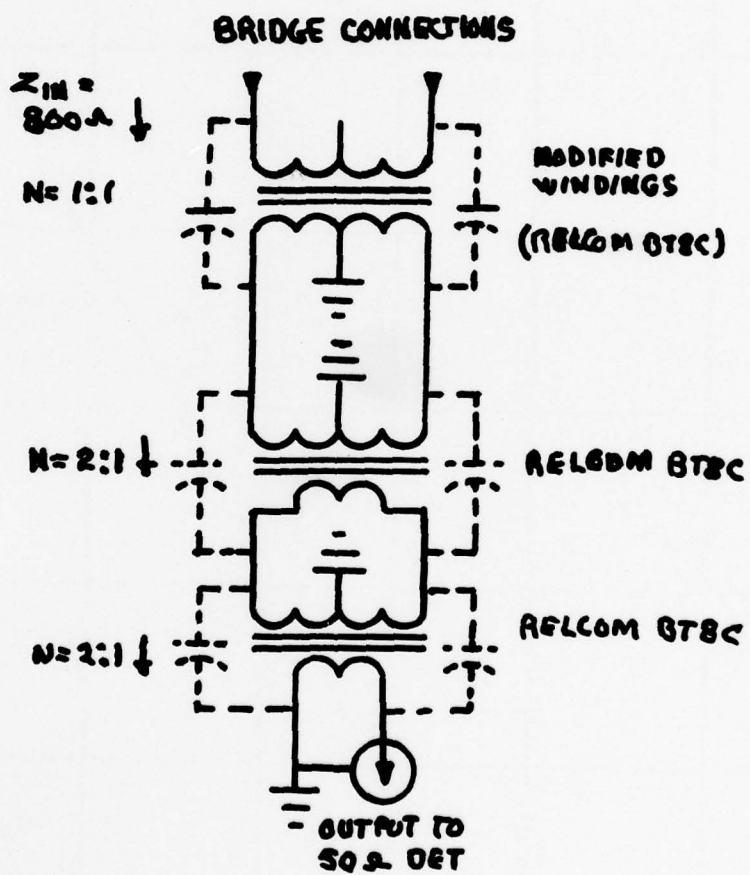 BRIDGE CONNECTIONS
ZIN =
800Ω
N= 1:1
MODIFIED
WINDINGS
(RELCOM BT8C)
N= 2:1
RELCOM BT8C
N= 2:1
RELCOM BT8C
OUTPUT TO
50Ω DET